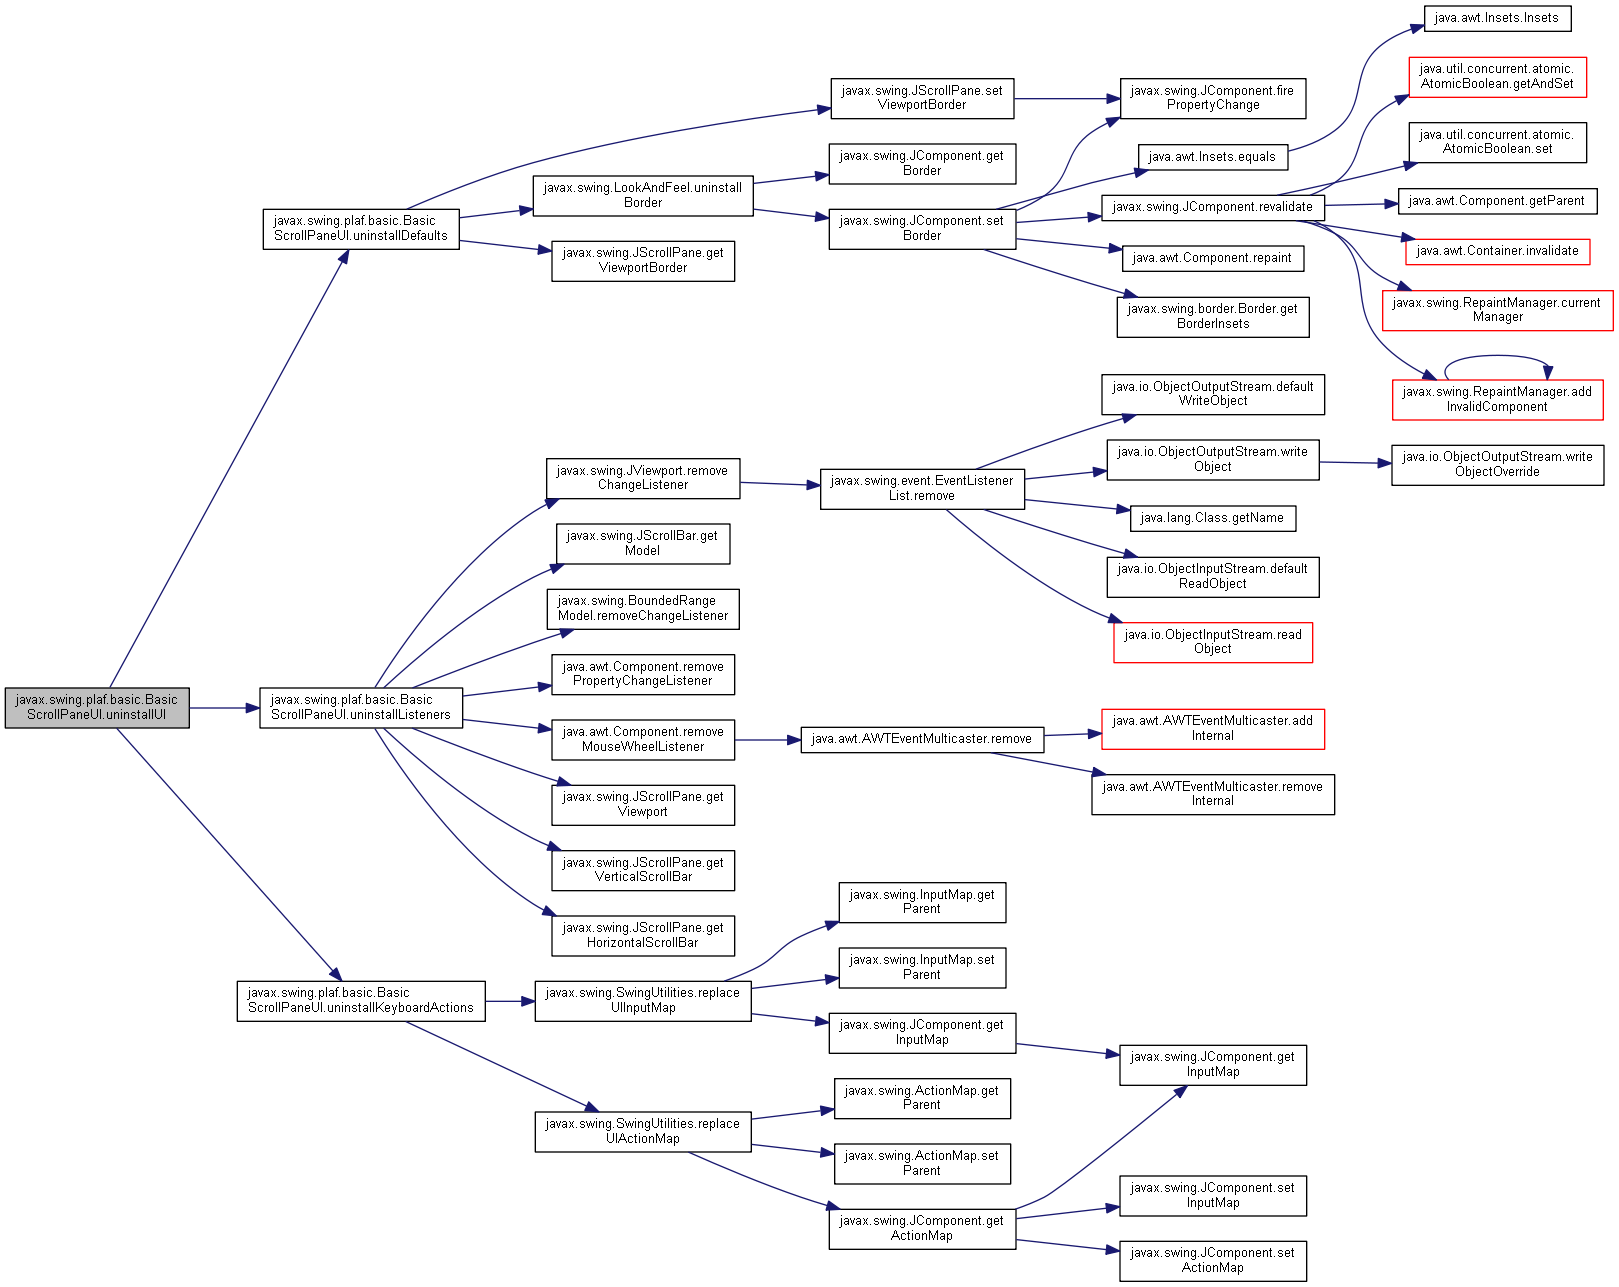 javax.swing.plaf.basic.Basic
ScrollPaneUI.uninstallUI
javax.swing.plaf.basic.Basic
ScrollPaneUI.uninstallDefaults
javax.swing.JScrollPane.set
ViewportBorder
javax.swing.JComponent.fire
PropertyChange
javax.swing.LookAndFeel.uninstall
Border
javax.swing.JComponent.get
Border
javax.swing.JComponent.set
Border
java.awt.Insets.equals
java.awt.Insets.Insets
javax.swing.JComponent.revalidate
java.util.concurrent.atomic.
AtomicBoolean.getAndSet
java.util.concurrent.atomic.
AtomicBoolean.set
java.awt.Component.getParent
java.awt.Container.invalidate
javax.swing.RepaintManager.current
Manager
javax.swing.RepaintManager.add
InvalidComponent
java.awt.Component.repaint
javax.swing.border.Border.get
BorderInsets
javax.swing.JScrollPane.get
ViewportBorder
javax.swing.plaf.basic.Basic
ScrollPaneUI.uninstallListeners
javax.swing.JViewport.remove
ChangeListener
javax.swing.event.EventListener
List.remove
java.io.ObjectOutputStream.default
WriteObject
java.io.ObjectOutputStream.write
Object
java.io.ObjectOutputStream.write
ObjectOverride
java.lang.Class.getName
java.io.ObjectInputStream.default
ReadObject
java.io.ObjectInputStream.read
Object
javax.swing.JScrollBar.get
Model
javax.swing.BoundedRange
Model.removeChangeListener
java.awt.Component.remove
PropertyChangeListener
java.awt.Component.remove
MouseWheelListener
java.awt.AWTEventMulticaster.remove
java.awt.AWTEventMulticaster.add
Internal
java.awt.AWTEventMulticaster.remove
Internal
javax.swing.JScrollPane.get
Viewport
javax.swing.JScrollPane.get
VerticalScrollBar
javax.swing.JScrollPane.get
HorizontalScrollBar
javax.swing.plaf.basic.Basic
ScrollPaneUI.uninstallKeyboardActions
javax.swing.SwingUtilities.replace
UIInputMap
javax.swing.InputMap.get
Parent
javax.swing.InputMap.set
Parent
javax.swing.JComponent.get
InputMap
javax.swing.JComponent.get
InputMap
javax.swing.SwingUtilities.replace
UIActionMap
javax.swing.ActionMap.get
Parent
javax.swing.ActionMap.set
Parent
javax.swing.JComponent.get
ActionMap
javax.swing.JComponent.set
InputMap
javax.swing.JComponent.set
ActionMap